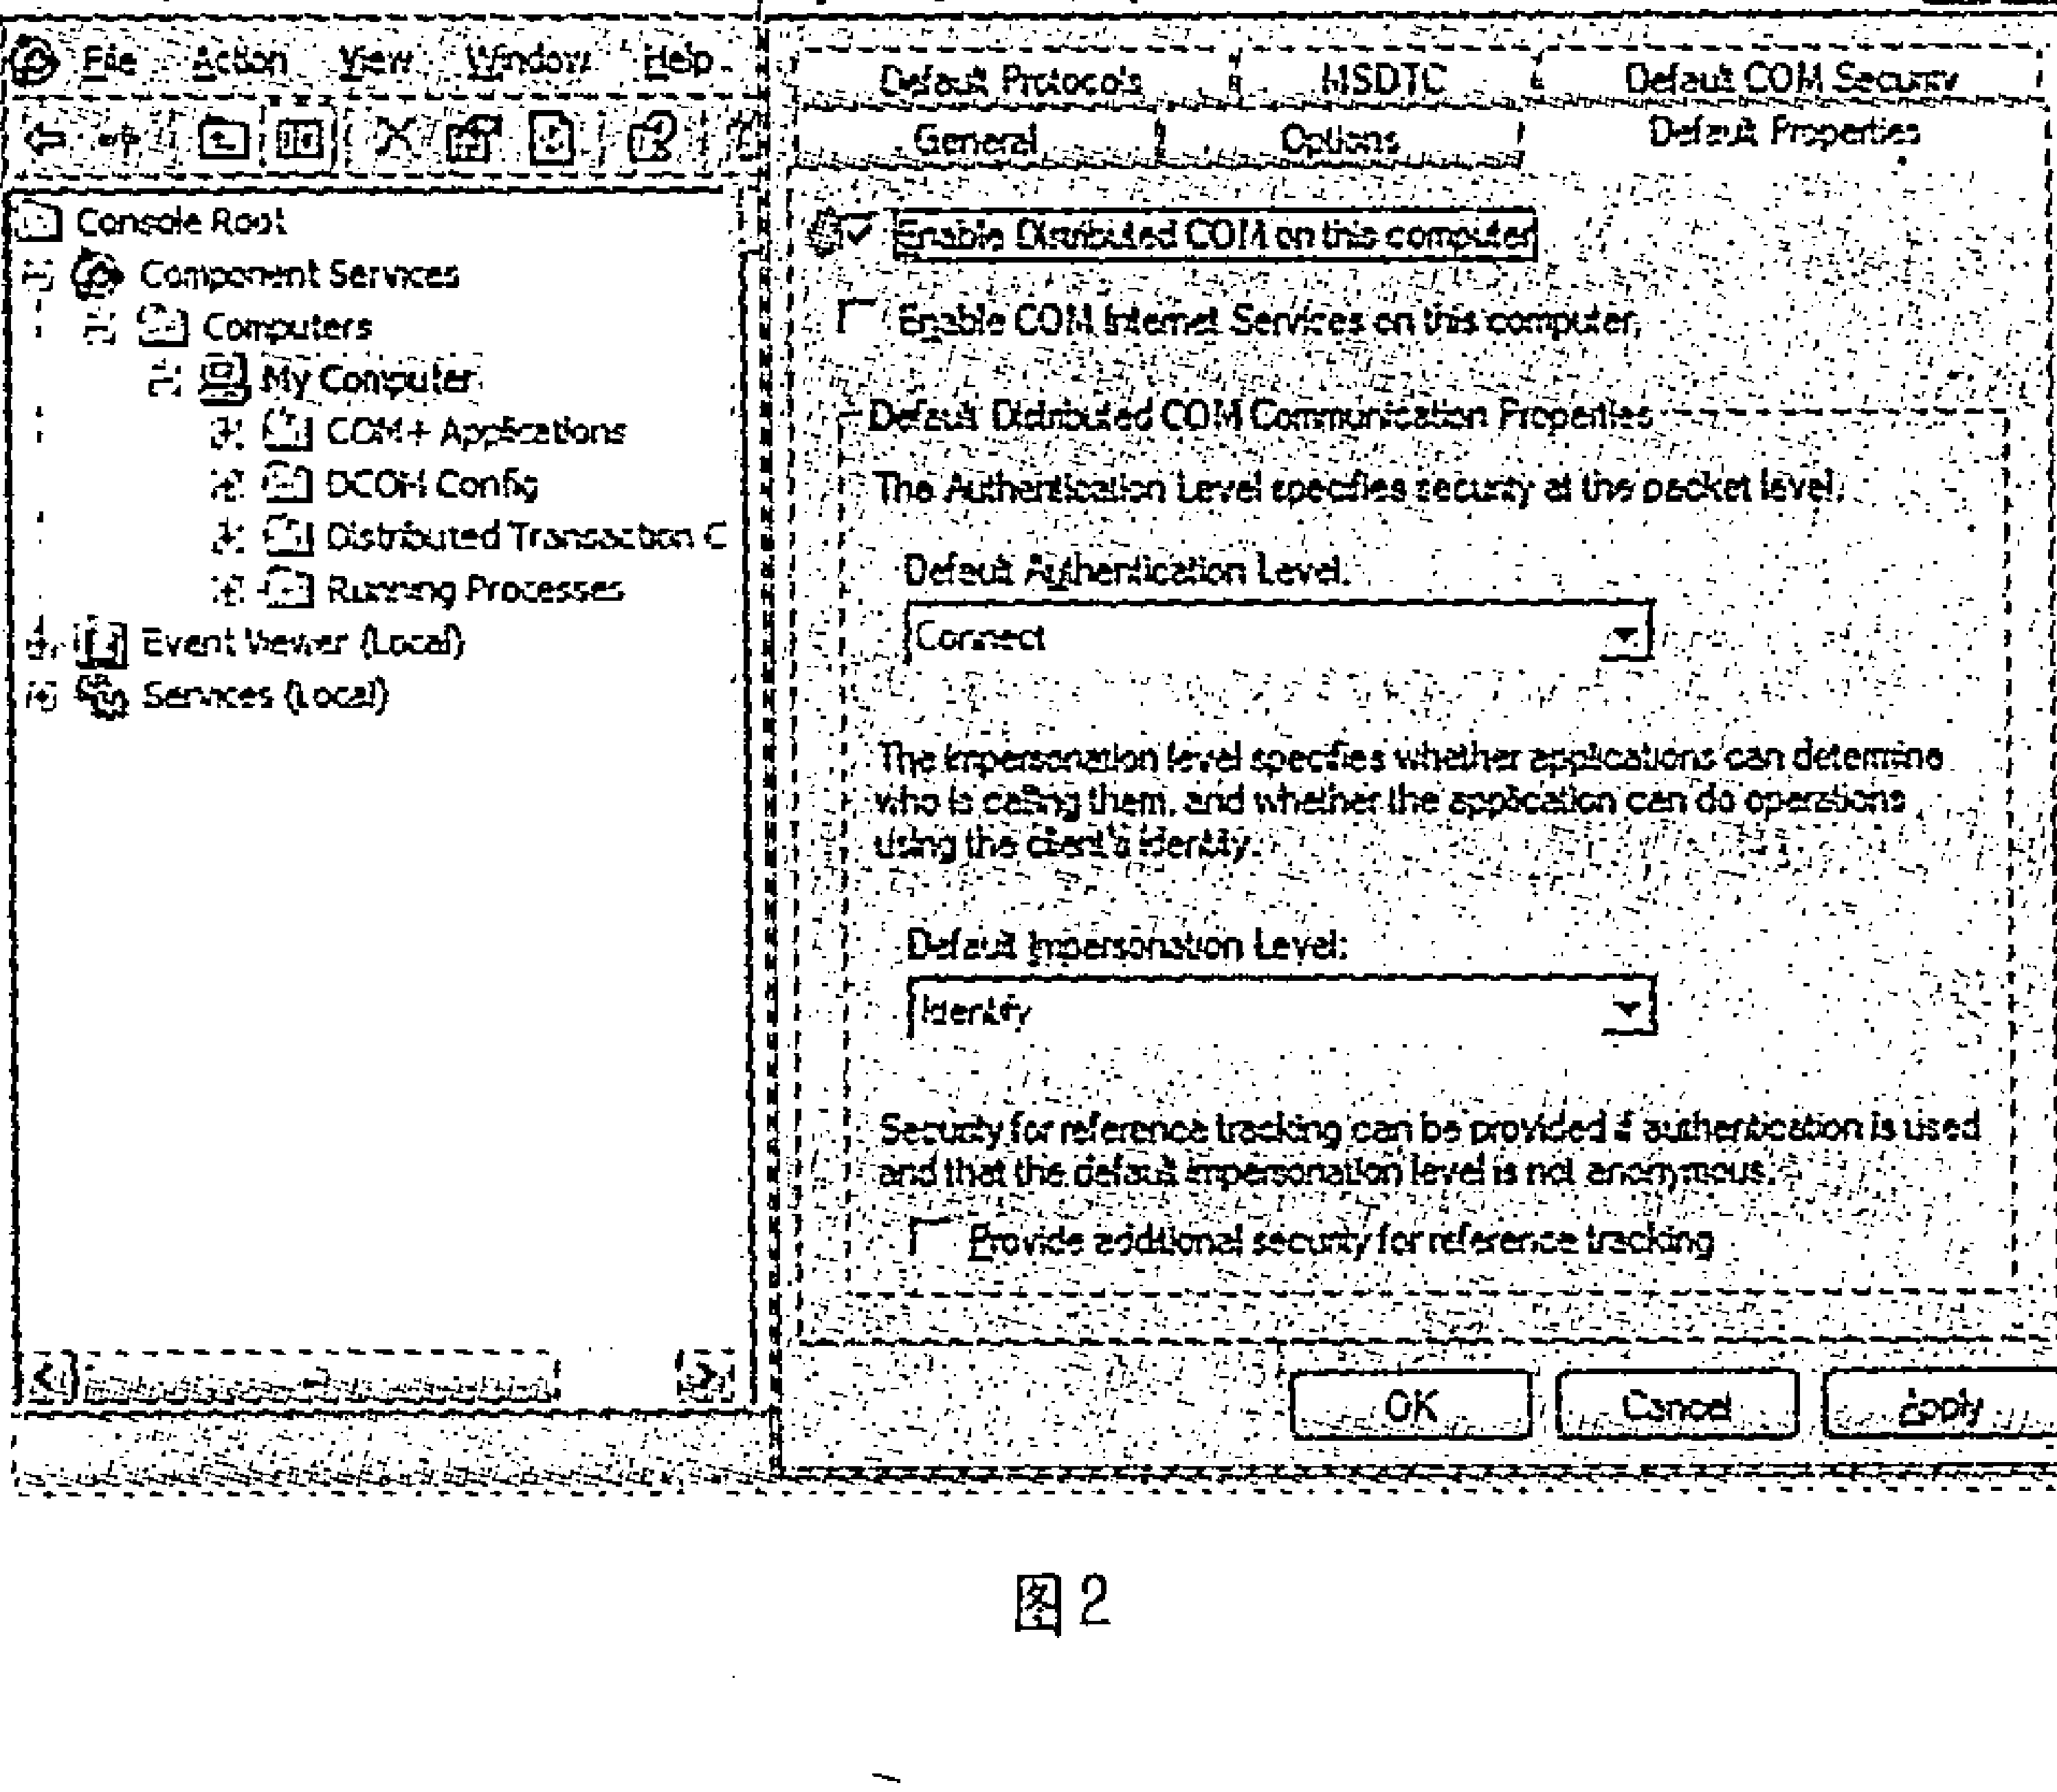 File Action View Window Help
Console Root
Component Services
Computers
My Computer
COM+ Applications
DCOM Config
Distributed Transaction C
Running Processes
Event Viewer (Local)
Services (Local)
Default Protocols MSDTC Default COM Security
General Options Default Properties
Enable Distributed COM on this computer
Enable COM Internet Services on this computer
Default Distributed COM Communication Properties
The Authentication Level specifies security at the packet level.
Default Authentication Level:
Connect
The impersonation level specifies whether applications can determine
who is calling them, and whether the application can do operations
using the client's identity.
Default Impersonation Level:
Identify
Security for reference tracking can be provided if authentication is used
and that the default impersonation level is not anonymous.
Provide additional security for reference tracking
OK Cancel Apply
图2